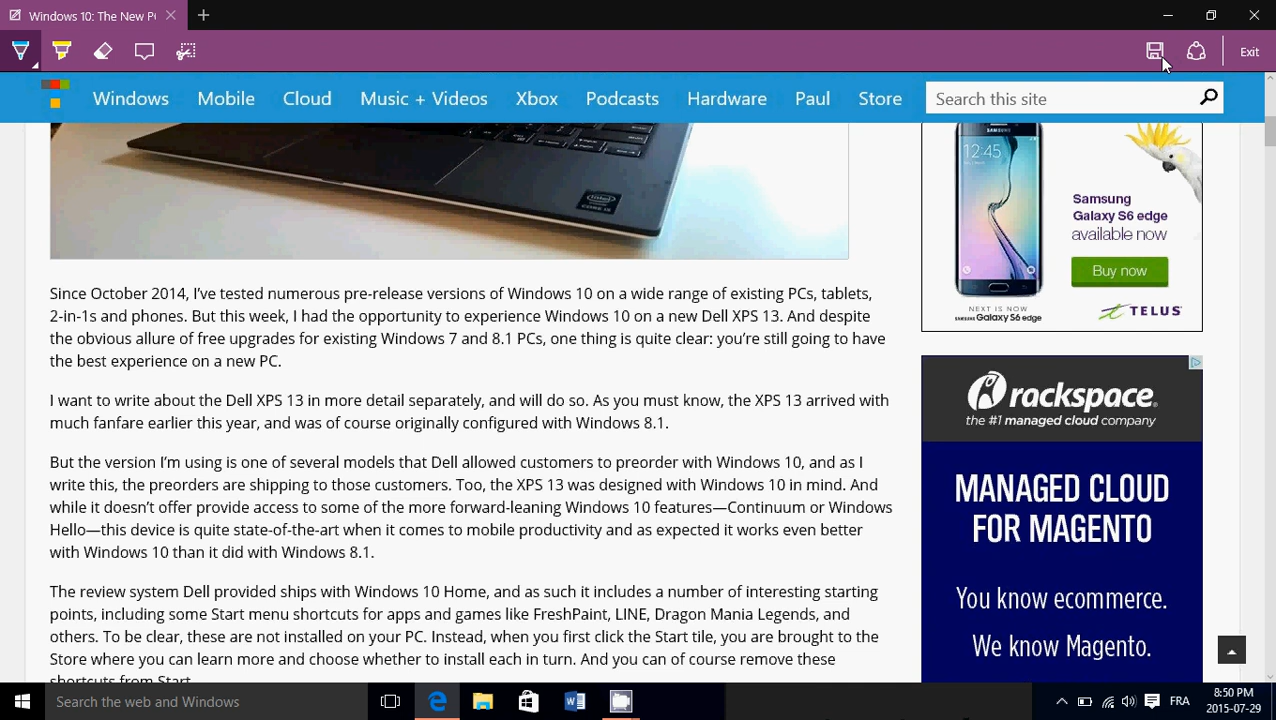 Windows 10: The New P
Exit
Windows Mobile Cloud Music + Videos Xbox Podcasts Hardware Paul Store Search this site
intel
CORE i5
12:45
Samsung
Galaxy S6 edge
available now
Buy now
NEXT IS NOW
SAMSUNG Galaxy S6 edge
TELUS
Since October 2014, I've tested numerous pre-release versions of Windows 10 on a wide range of existing PCs, tablets,
2-in-1s and phones. But this week, I had the opportunity to experience Windows 10 on a new Dell XPS 13. And despite
the obvious allure of free upgrades for existing Windows 7 and 8.1 PCs, one thing is quite clear: you're still going to have
the best experience on a new PC.
I want to write about the Dell XPS 13 in more detail separately, and will do so. As you must know, the XPS 13 arrived with
much fanfare earlier this year, and was of course originally configured with Windows 8.1.
But the version I'm using is one of several models that Dell allowed customers to preorder with Windows 10, and as I
write this, the preorders are shipping to those customers. Too, the XPS 13 was designed with Windows 10 in mind. And
while it doesn't offer provide access to some of the more forward-leaning Windows 10 features—Continuum or Windows
Hello—this device is quite state-of-the-art when it comes to mobile productivity and as expected it works even better
with Windows 10 than it did with Windows 8.1.
The review system Dell provided ships with Windows 10 Home, and as such it includes a number of interesting starting
points, including some Start menu shortcuts for apps and games like FreshPaint, LINE, Dragon Mania Legends, and
others. To be clear, these are not installed on your PC. Instead, when you first click the Start tile, you are brought to the
Store where you can learn more and choose whether to install each in turn. And you can of course remove these
shortcuts from Start.
rackspace
the #1 managed cloud company
MANAGED CLOUD
FOR MAGENTO
You know ecommerce.
We know Magento.
Search the web and Windows
FRA
8:50 PM
2015-07-29